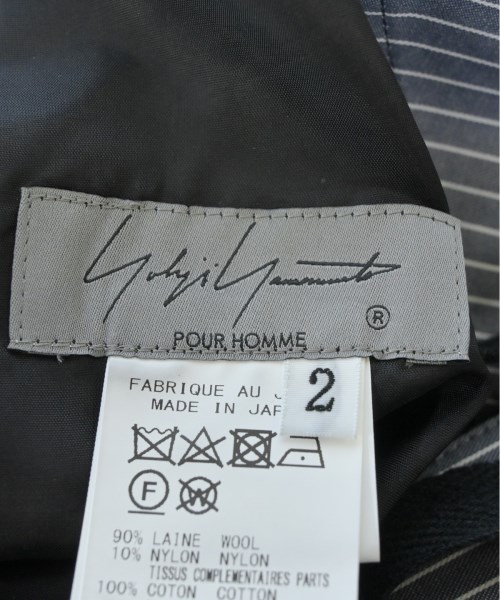 Yohji Yamamoto
®
POUR HOMME
2
FABRIQUE AU
MADE IN
F
W
90% LAINE WOOL
10% NYLON NYLON
TISSUS COMPLEMENTAIRES PARTS
100% COTON COTTON